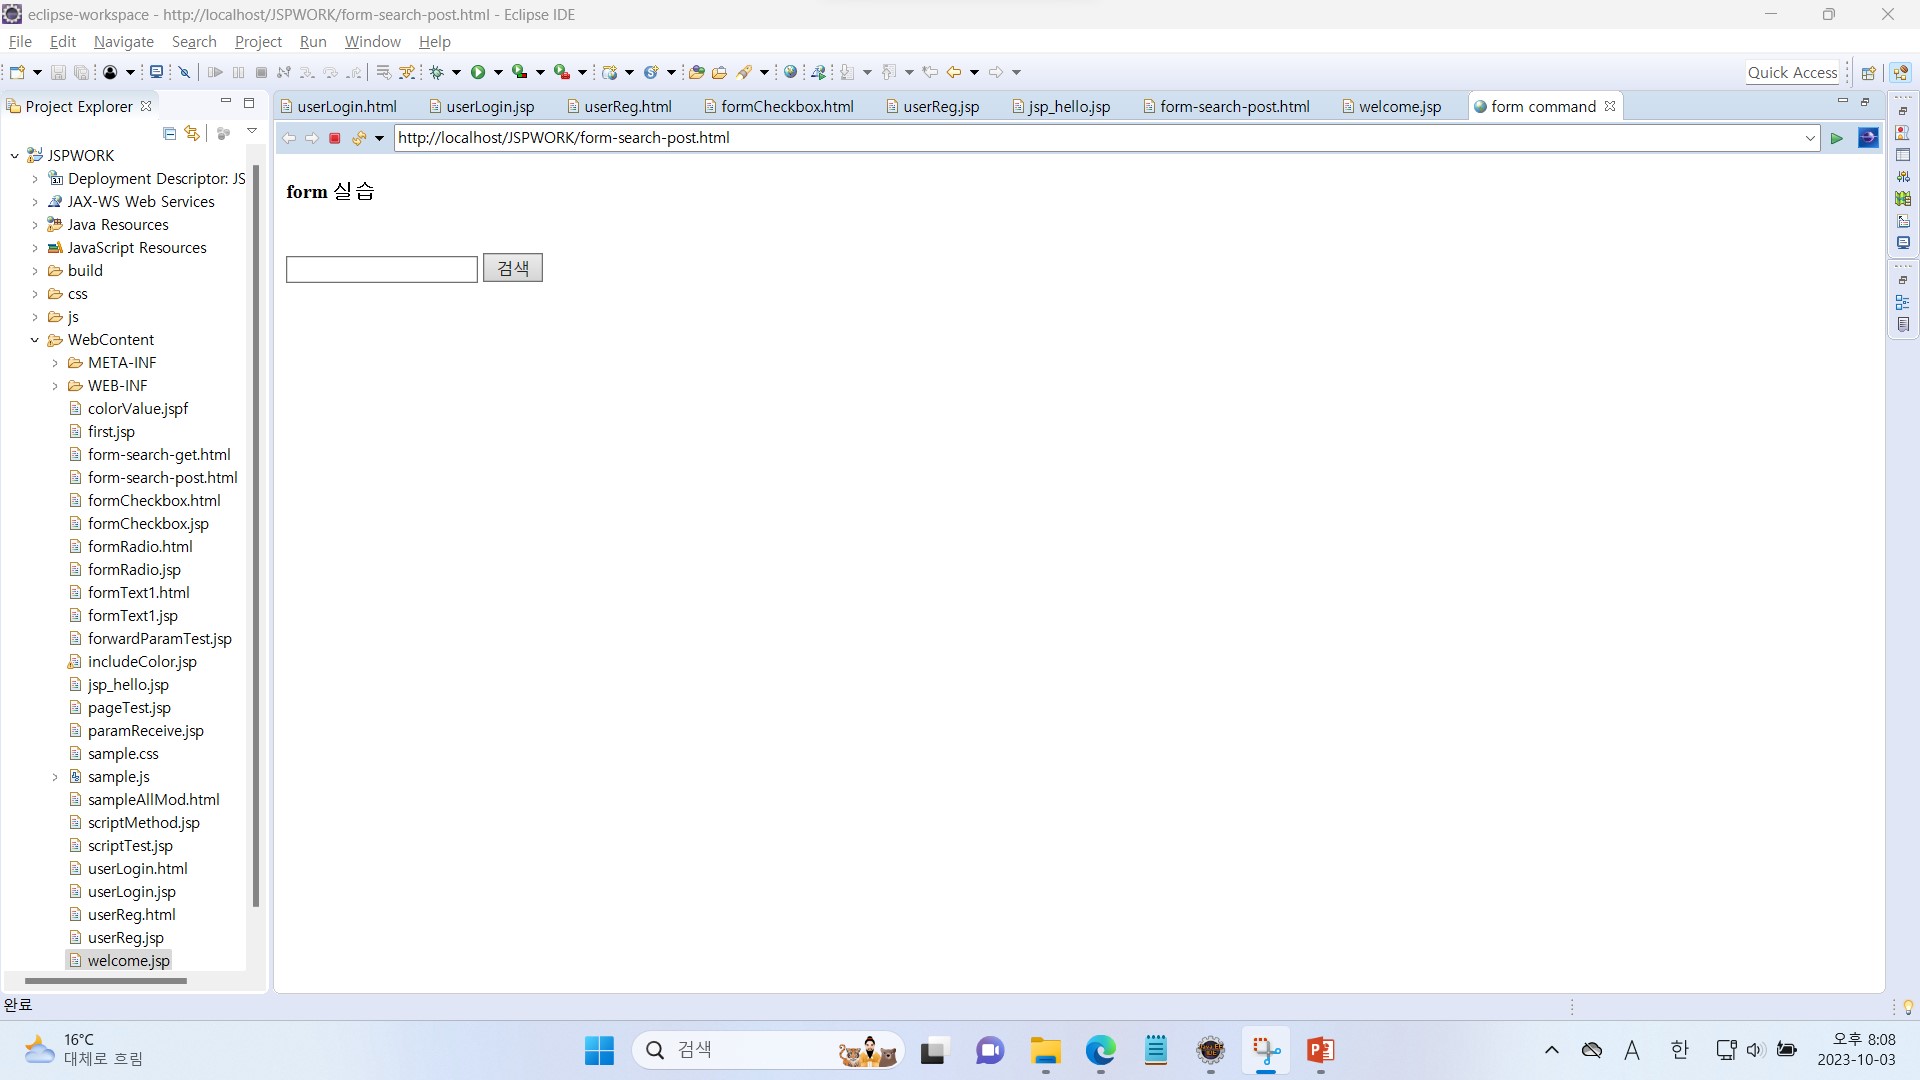 eclipse-workspace - http://localhost/JSPWORK/form-search-post.html - Eclipse IDE
File Edit Navigate Search Project Run Window Help
Quick Access
Project Explorer
userLogin.html userLogin.jsp userReg.html formCheckbox.html userReg.jsp jsp_hello.jsp form-search-post.html welcome.jsp form command
http://localhost/JSPWORK/form-search-post.html
JSPWORK
Deployment Descriptor: JS
JAX-WS Web Services
Java Resources
JavaScript Resources
build
css
js
WebContent
META-INF
WEB-INF
colorValue.jspf
first.jsp
form-search-get.html
form-search-post.html
formCheckbox.html
formCheckbox.jsp
formRadio.html
formRadio.jsp
formText1.html
formText1.jsp
forwardParamTest.jsp
includeColor.jsp
jsp_hello.jsp
pageTest.jsp
paramReceive.jsp
sample.css
sample.js
sampleAllMod.html
scriptMethod.jsp
scriptTest.jsp
userLogin.html
userLogin.jsp
userReg.html
userReg.jsp
welcome.jsp
form 실습
검색
완료
16°C
대체로 흐림
검색
A 한
오후 8:08
2023-10-03